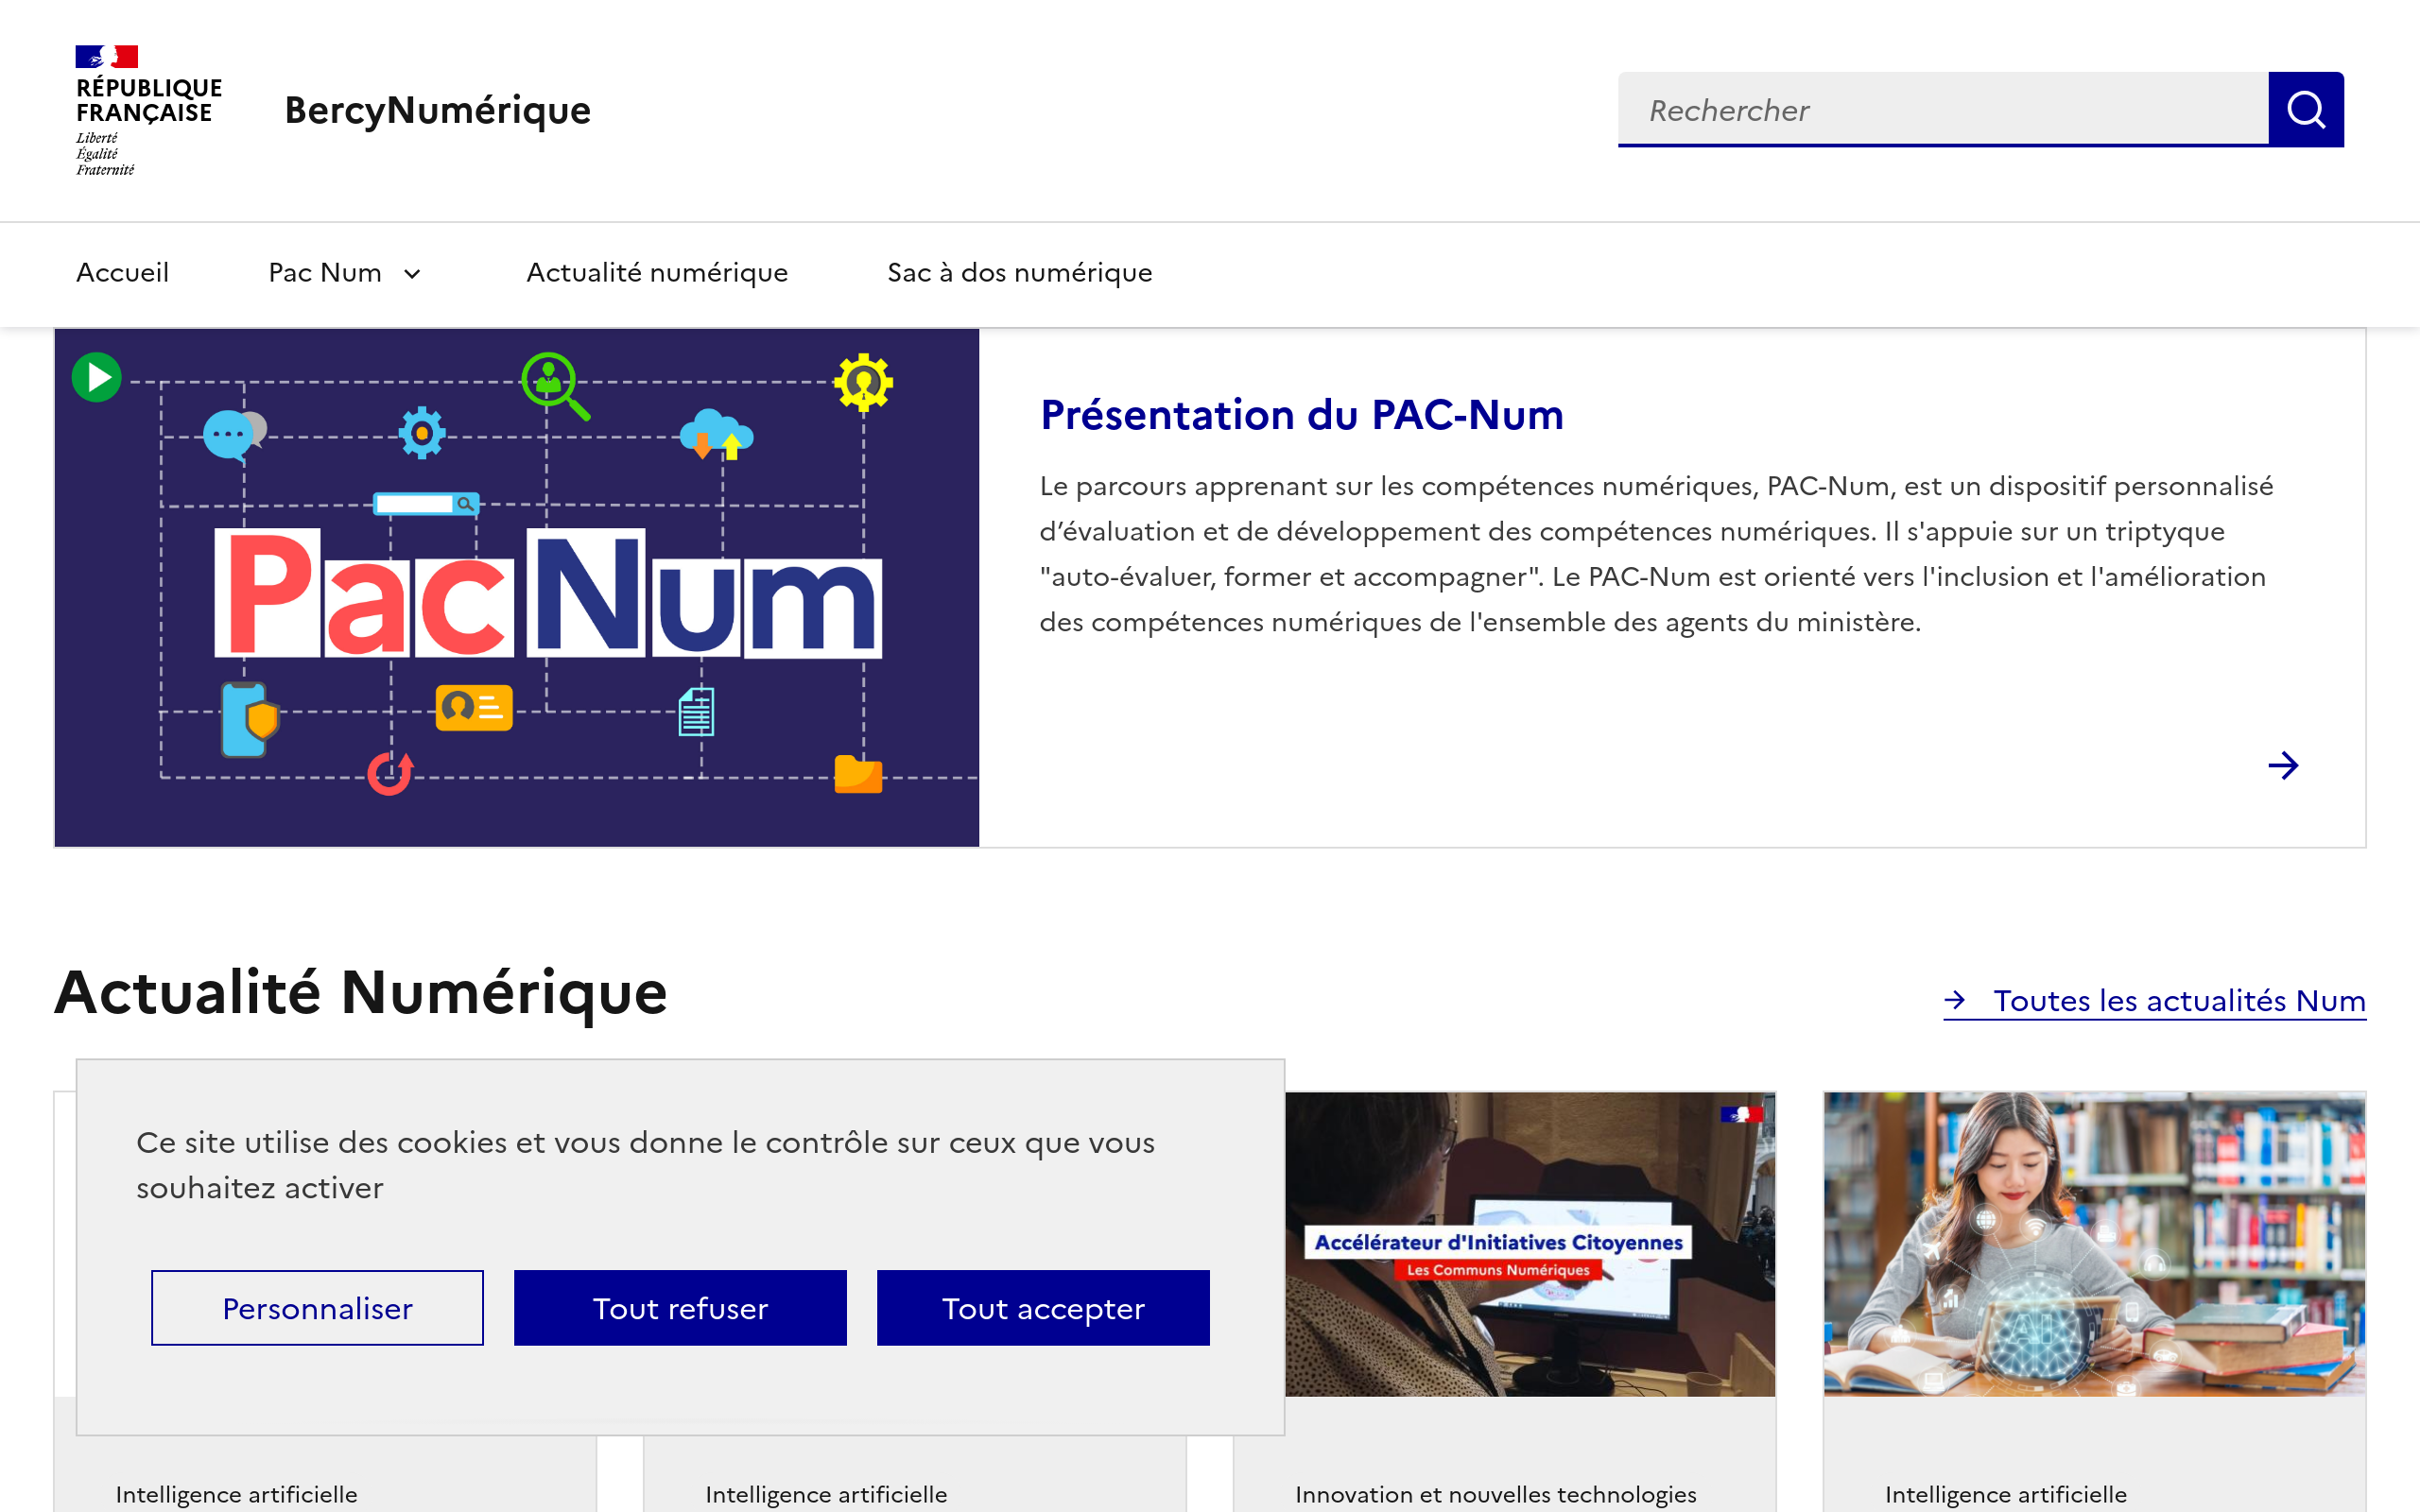 RÉPUBLIQUE
FRANÇAISE
Liberté
Égalité
Fraternité
BercyNumérique
Rechercher
Accueil
Pac Num
Actualité numérique
Sac à dos numérique
Pac Num
Présentation du PAC-Num
Le parcours apprenant sur les compétences numériques, PAC-Num, est un dispositif personnalisé
d’évaluation et de développement des compétences numériques. Il s'appuie sur un triptyque
"auto-évaluer, former et accompagner". Le PAC-Num est orienté vers l'inclusion et l'amélioration
des compétences numériques de l'ensemble des agents du ministère.
Actualité Numérique
Toutes les actualités Num
Ce site utilise des cookies et vous donne le contrôle sur ceux que vous
souhaitez activer
Personnaliser
Tout refuser
Tout accepter
Accélérateur d'Initiatives Citoyennes
Les Communs Numériques
AI
Intelligence artificielle
Intelligence artificielle
Innovation et nouvelles technologies
Intelligence artificielle